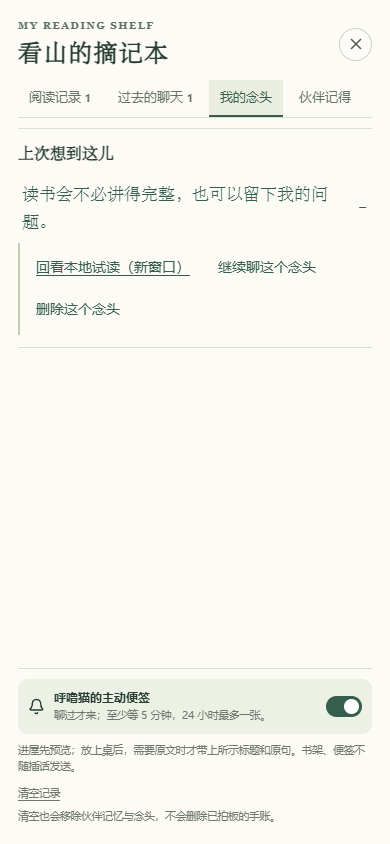 MY READING SHELF
看山的摘记本
阅读记录 1
过去的聊天 1
我的念头
伙伴记得
上次想到这儿
读书会不必讲得完整，也可以留下我的问
题。
回看本地试读（新窗口）
继续聊这个念头
删除这个念头
呼噜猫的主动便签
聊过才来；至少等 5 分钟，24 小时最多一张。
进屋先预览；放上桌后，需要原文时才带上所示标题和原句。书架、便签不
随插话发送。
清空记录
清空也会移除伙伴记忆与念头，不会删除已拍板的手账。